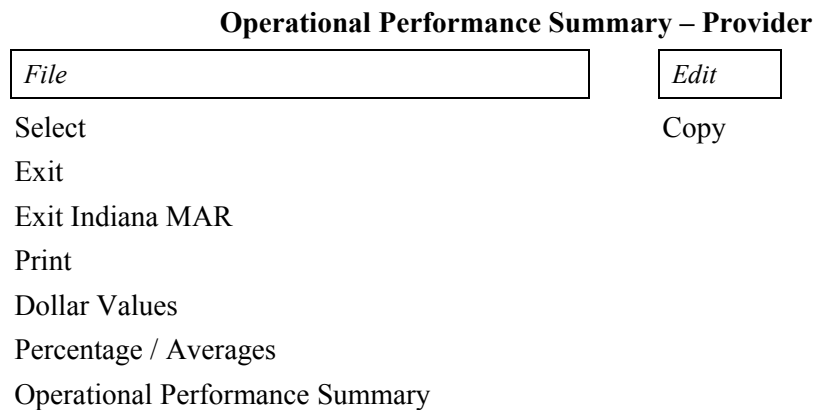 Operational Performance Summary – Provider
File Edit
Select Copy
Exit
Exit Indiana MAR
Print
Dollar Values
Percentage / Averages
Operational Performance Summary